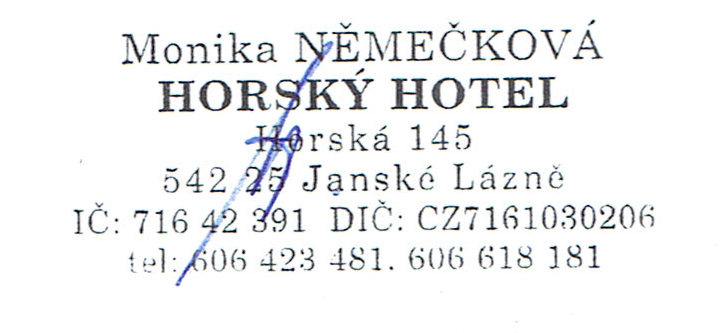 Monika NĚMEČKOVÁ
HORSKÝ HOTEL
Horská 145
542 25 Janské Lázně
IČ: 716 42 391 DIČ: CZ7161030206
tel: 606 423 481. 606 618 181